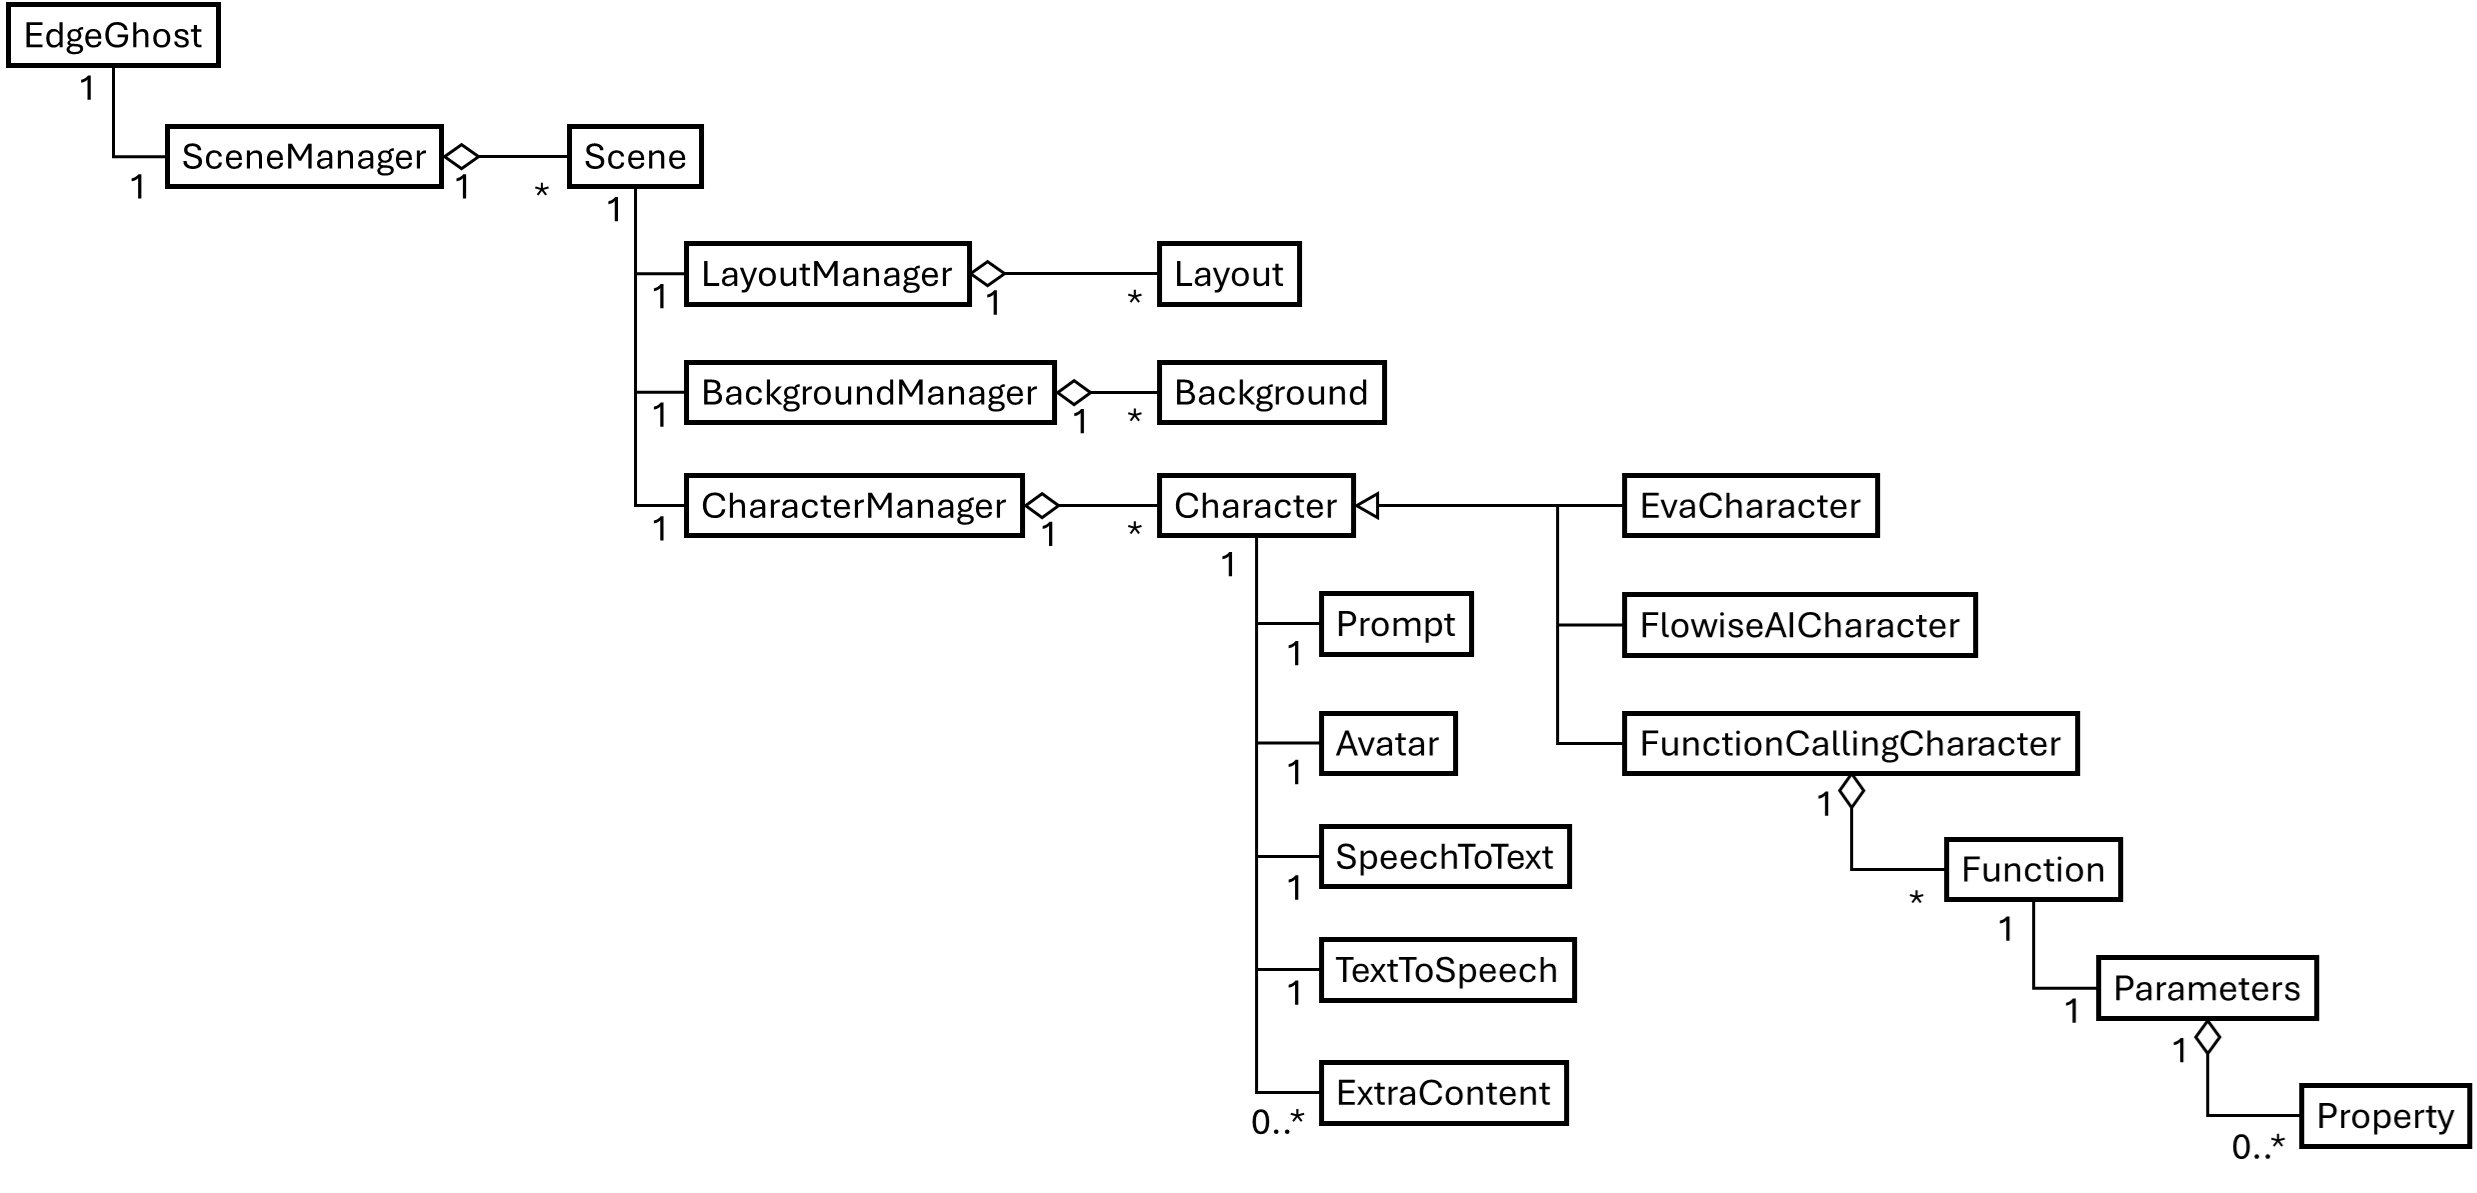 EdgeGhost
1
SceneManager
1
1
*
Scene
1
LayoutManager
1
1
*
Layout
BackgroundManager
1
1
*
Background
CharacterManager
1
1
*
Character
1
EvaCharacter
Prompt
1
FlowiseAICharacter
Avatar
1
FunctionCallingCharacter
1
SpeechToText
1
Function
*
1
TextToSpeech
1
Parameters
1
1
ExtraContent
0..*
Property
0..*